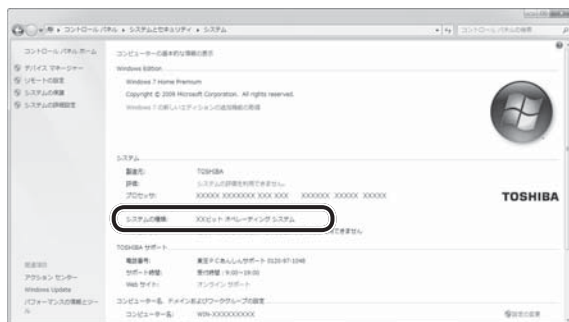 コントロール パネル ▸ システムとセキュリティ ▸ システム
コントロール パネルの検索
コントロール パネル ホーム
デバイス マネージャー
リモートの設定
システムの保護
システムの詳細設定
コンピューターの基本的な情報の表示
Windows Edition
Windows 7 Home Premium
Copyright © 2009 Microsoft Corporation. All rights reserved.
Windows 7 の新しいエディションの追加機能の取得
システム
製造元: TOSHIBA
評価: システムの評価を利用できません
プロセッサ: XXXXX XXXXXXX XXX XXX XXXXXX XXXXX XXXXX
TOSHIBA
システムの種類: XXビット オペレーティング システム
できません
TOSHIBA サポート
電話番号: 東芝PCあんしんサポート 0120-97-1048
サポート時間: 受付時間:9:00~19:00
Web サイト: オンライン サポート
コンピューター名、ドメインおよびワークグループの設定
コンピューター名: WIN-XXXXXXXXXX
設定の変更
関連項目
アクション センター
Windows Update
パフォーマンスの情報とツール